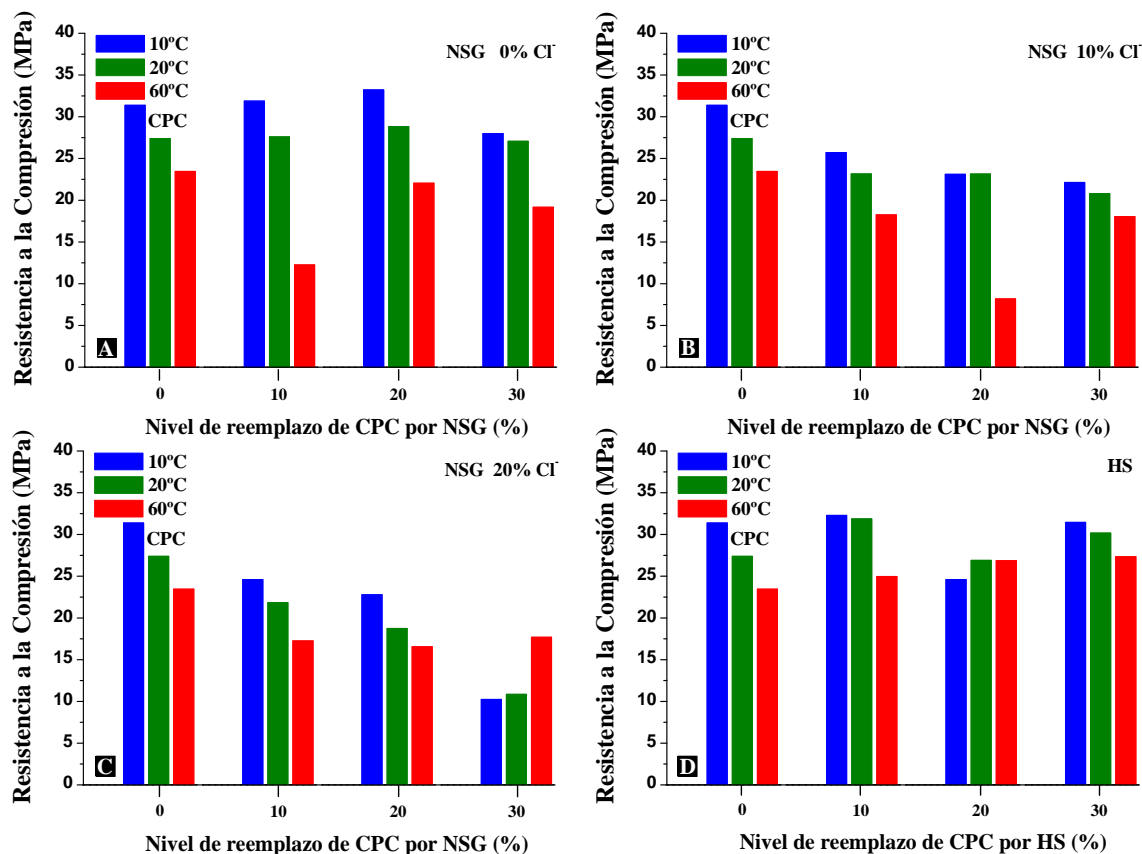 Resistencia a la Compresión (MPa)
40
35
30
25
20
15
10
5
0
10ºC
20ºC
60ºC
CPC
NSG 0% Cl⁻
A
0 10 20 30
Nivel de reemplazo de CPC por NSG (%)
Resistencia a la Compresión (MPa)
40
35
30
25
20
15
10
5
0
10ºC
20ºC
60ºC
CPC
NSG 10% Cl⁻
B
0 10 20 30
Nivel de reemplazo de CPC por NSG (%)
Resistencia a la Compresión (MPa)
40
35
30
25
20
15
10
5
0
10ºC
20ºC
60ºC
CPC
NSG 20% Cl⁻
C
0 10 20 30
Nivel de reemplazo de CPC por NSG (%)
Resistencia a la Compresión (MPa)
40
35
30
25
20
15
10
5
0
10ºC
20ºC
60ºC
CPC
HS
D
0 10 20 30
Nivel de reemplazo de CPC por HS (%)